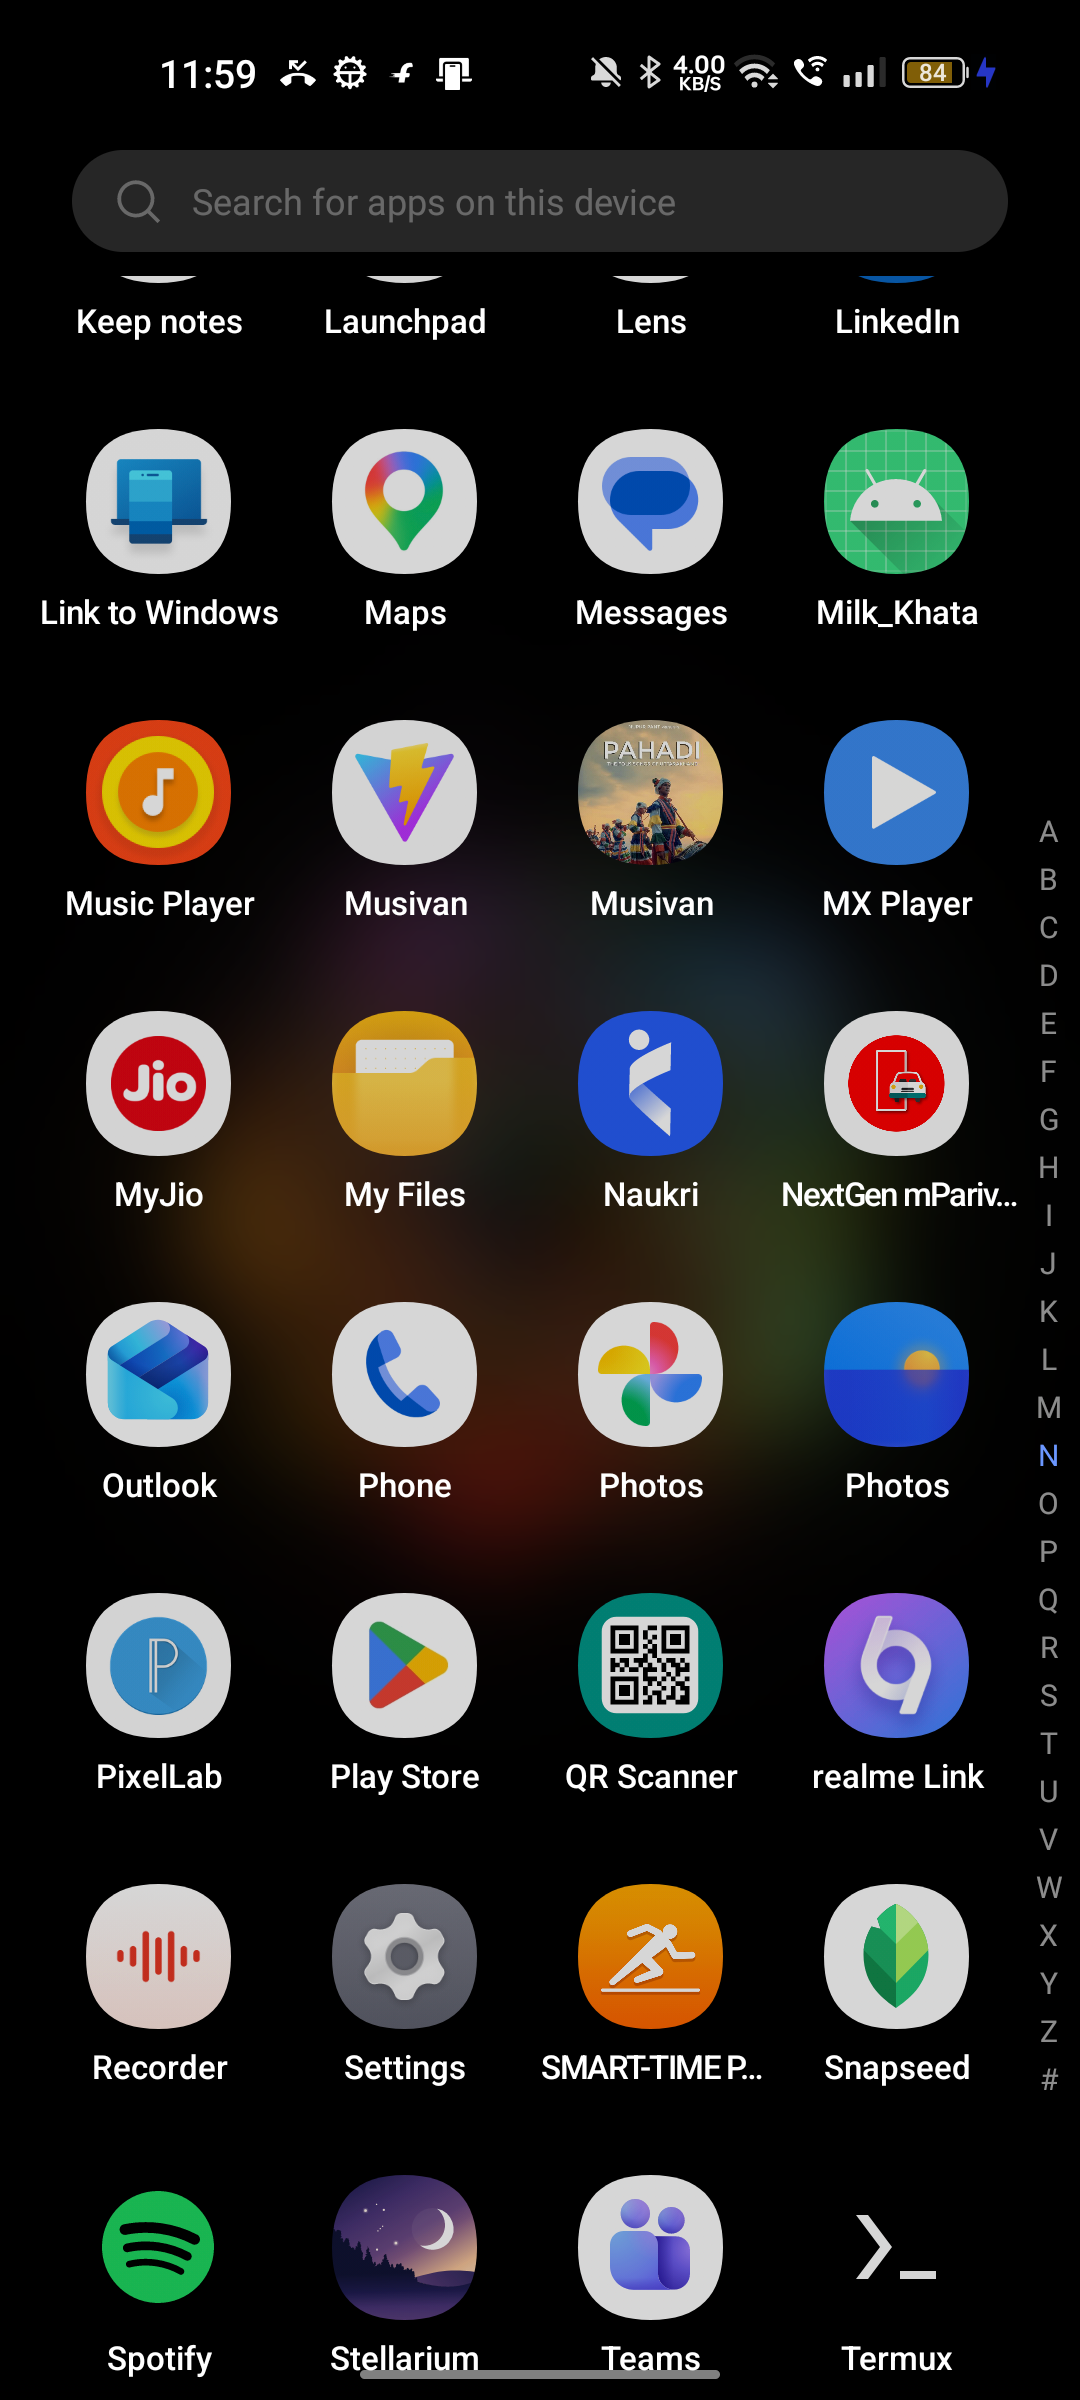 11:59
4.00
KB/S
84
Search for apps on this device
Keep notes
Launchpad
Lens
LinkedIn
Link to Windows
Maps
Messages
Milk_Khata
PAHADI
Music Player
Musivan
Musivan
MX Player
Jio
MyJio
My Files
Naukri
NextGen mPariv...
Outlook
Phone
Photos
Photos
P
PixelLab
Play Store
QR Scanner
realme Link
Recorder
Settings
SMART-TIME P...
Snapseed
Spotify
Stellarium
Teams
Termux
A
B
C
D
E
F
G
H
I
J
K
L
M
N
O
P
Q
R
S
T
U
V
W
X
Y
Z
#